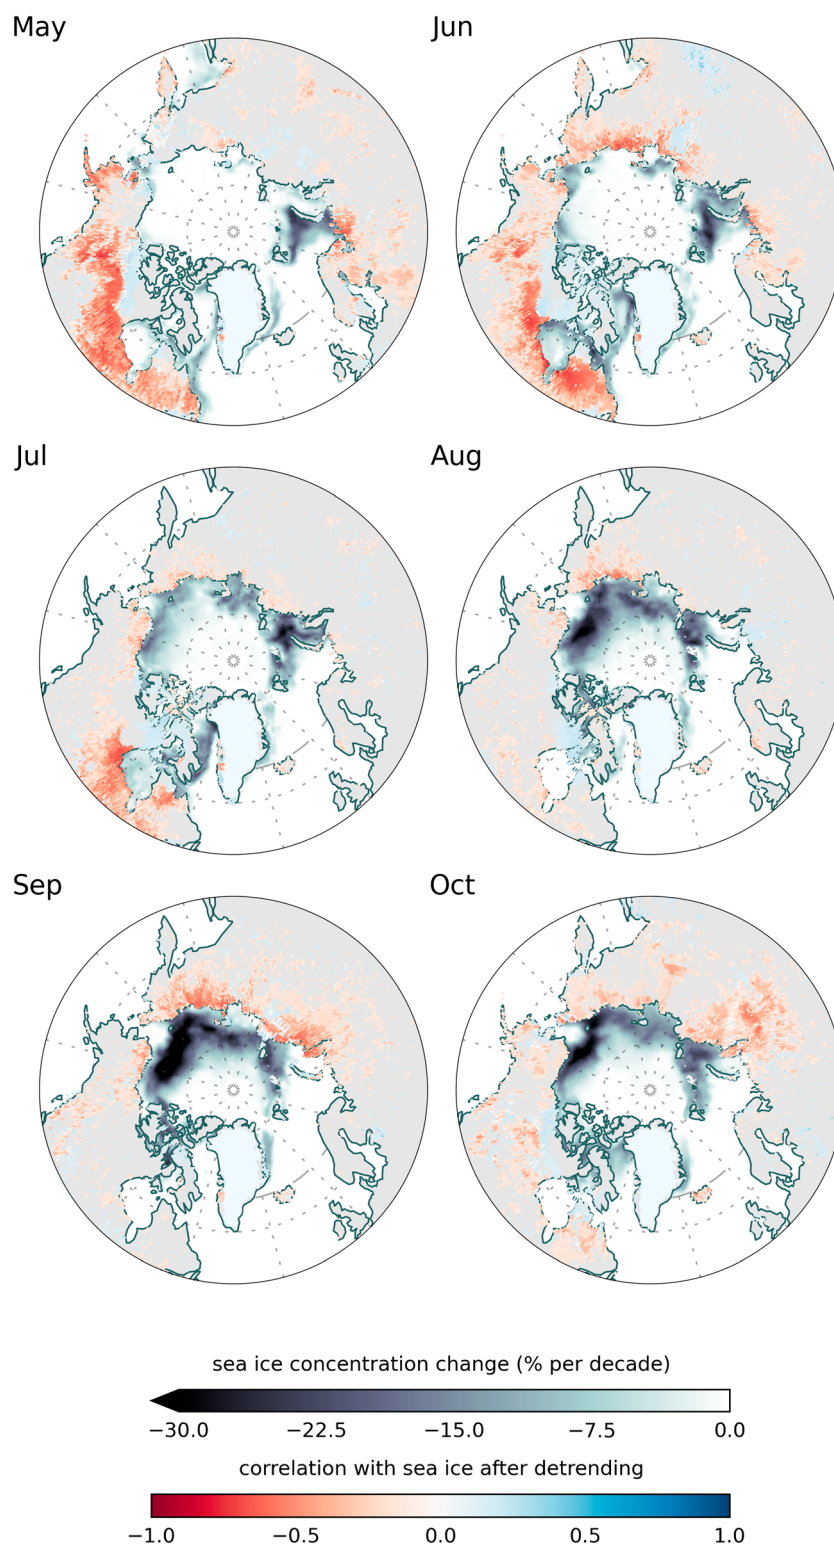 May
Jun
Jul
Aug
Sep
Oct
sea ice concentration change (% per decade)
−30.0 −22.5 −15.0 −7.5 0.0
correlation with sea ice after detrending
−1.0 −0.5 0.0 0.5 1.0